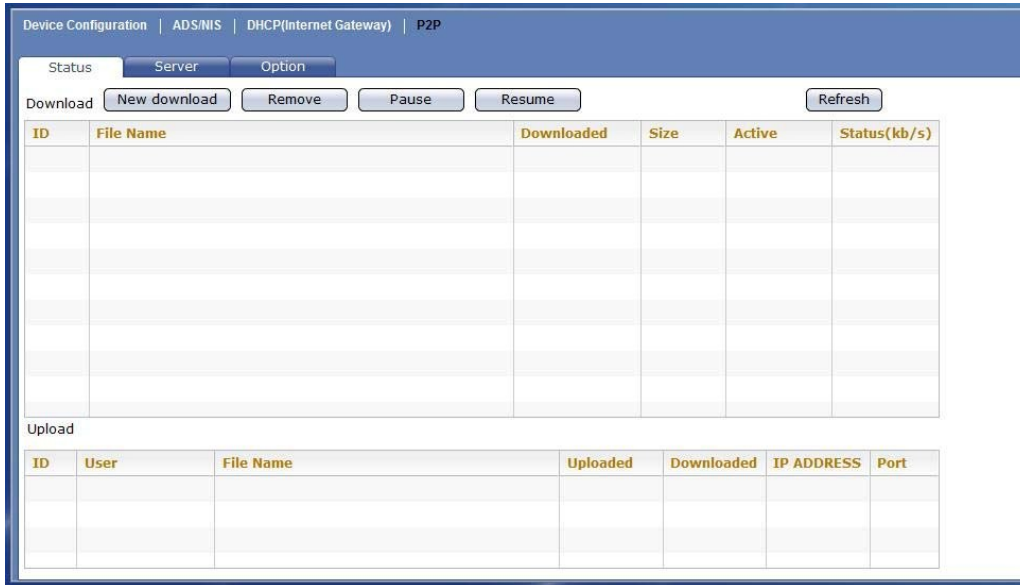 Device Configuration | ADS/NIS | DHCP(Internet Gateway) | P2P
Status Server Option
Download New download Remove Pause Resume Refresh
ID File Name Downloaded Size Active Status(kb/s)
Upload
ID User File Name Uploaded Downloaded IP ADDRESS Port